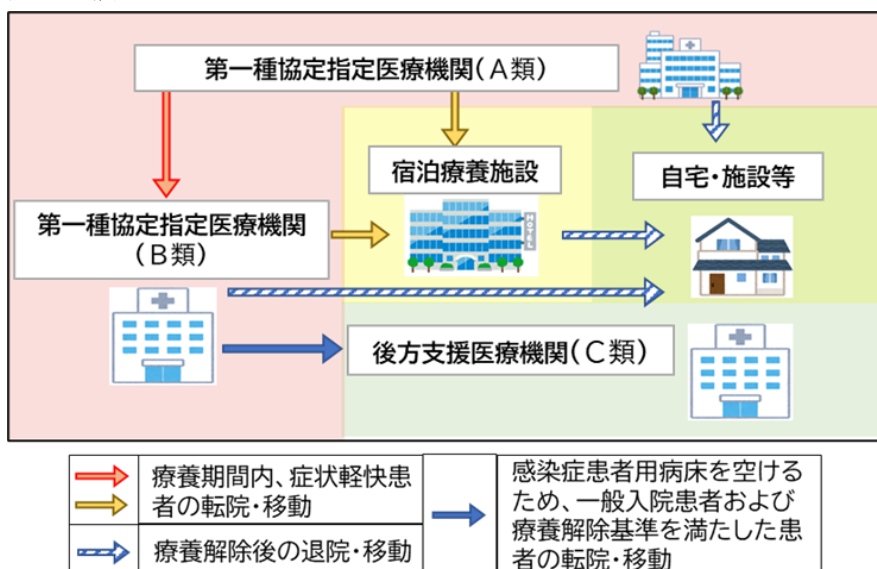 第一種協定指定医療機関(A類)
宿泊療養施設
自宅・施設等
第一種協定指定医療機関
(B類)
HOTEL
後方支援医療機関(C類)
療養期間内、症状軽快患
者の転院・移動
療養解除後の退院・移動
感染症患者用病床を空ける
ため、一般入院患者および
療養解除基準を満たした患
者の転院・移動